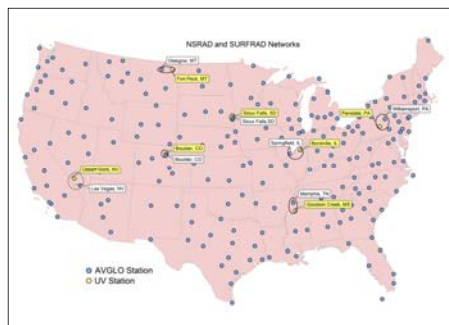 NSRAD and SURFRAD Networks
Glasgow, MT
Fort Peck, MT
Sioux Falls, SD
Sioux Falls SD
Penn State, PA
Williamsport, PA
Boulder, CO
Boulder, CO
Springfield, IL
Bondville, IL
Desert Rock, NV
Las Vegas, NV
Memphis, TN
Goodwin Creek, MS
AVGLO Station
UV Station